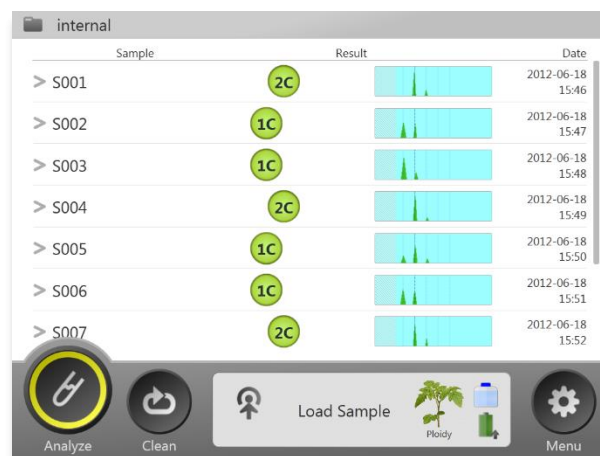 internal
Sample Result Date
S001 2C 2012-06-18
15:46
S002 1C 2012-06-18
15:47
S003 1C 2012-06-18
15:48
S004 2C 2012-06-18
15:49
S005 1C 2012-06-18
15:50
S006 1C 2012-06-18
15:51
S007 2C 2012-06-18
15:52
Load Sample
Ploidy
Analyze Clean Menu